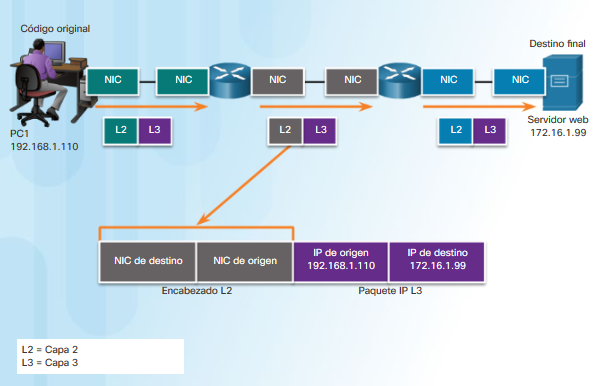 Código original
Destino final
NIC
NIC
NIC
NIC
NIC
NIC
PC1
192.168.1.110
L2
L3
L2
L3
L2
L3
Servidor web
172.16.1.99
NIC de destino
NIC de origen
IP de origen
192.168.1.110
IP de destino
172.16.1.99
Encabezado L2
Paquete IP L3
L2 = Capa 2
L3 = Capa 3